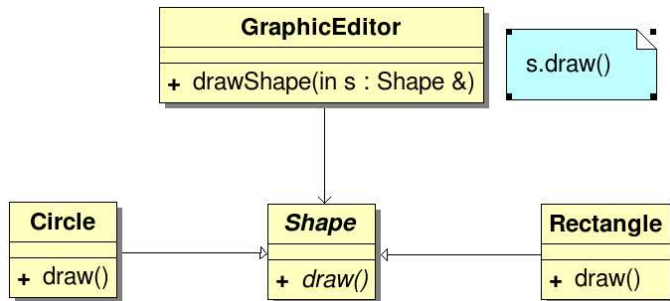 GraphicEditor
+ drawShape(in s : Shape &)
s.draw()
Circle
+ draw()
Shape
+ draw()
Rectangle
+ draw()